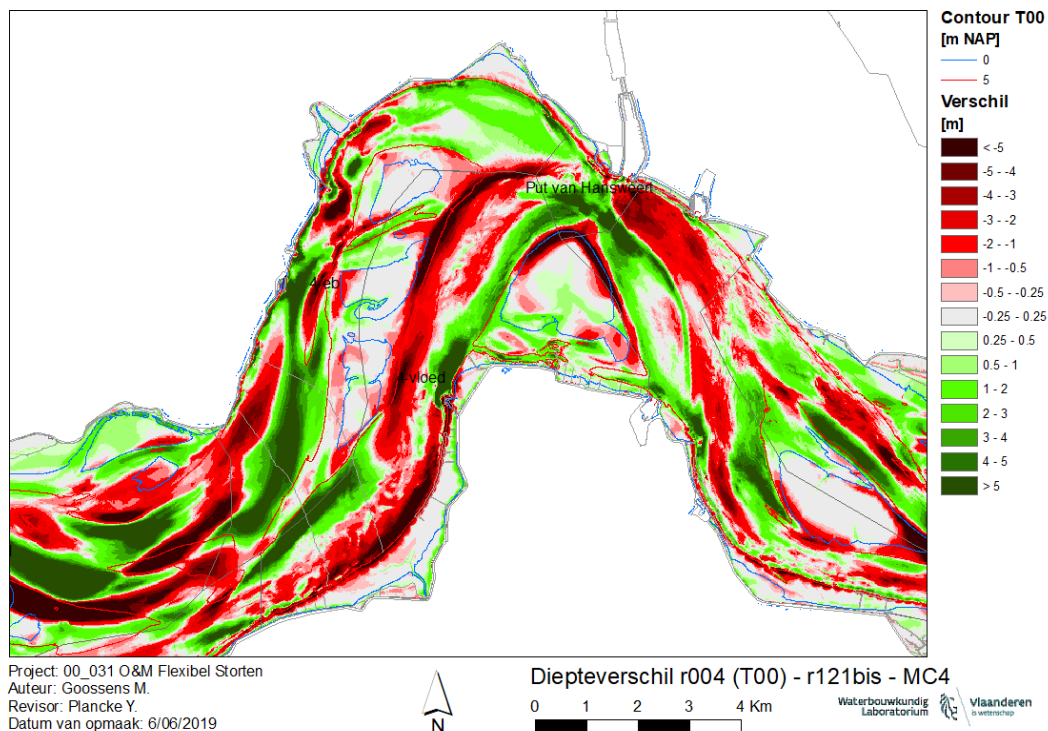 Contour T00
[m NAP]
0
5
Verschil
[m]
< -5
-5 - -4
-4 - -3
-3 - -2
-2 - -1
-1 - -0.5
-0.5 - -0.25
-0.25 - 0.25
0.25 - 0.5
0.5 - 1
1 - 2
2 - 3
3 - 4
4 - 5
> 5
Put van Hansweert
4-eb
-vloed
Project: 00_031 O&M Flexibel Storten
Auteur: Goossens M.
Revisor: Plancke Y.
Datum van opmaak: 6/06/2019
N
Diepteverschil r004 (T00) - r121bis - MC4
0 1 2 3 4 Km
Waterbouwkundig
Laboratorium
Vlaanderen
is wetenschap